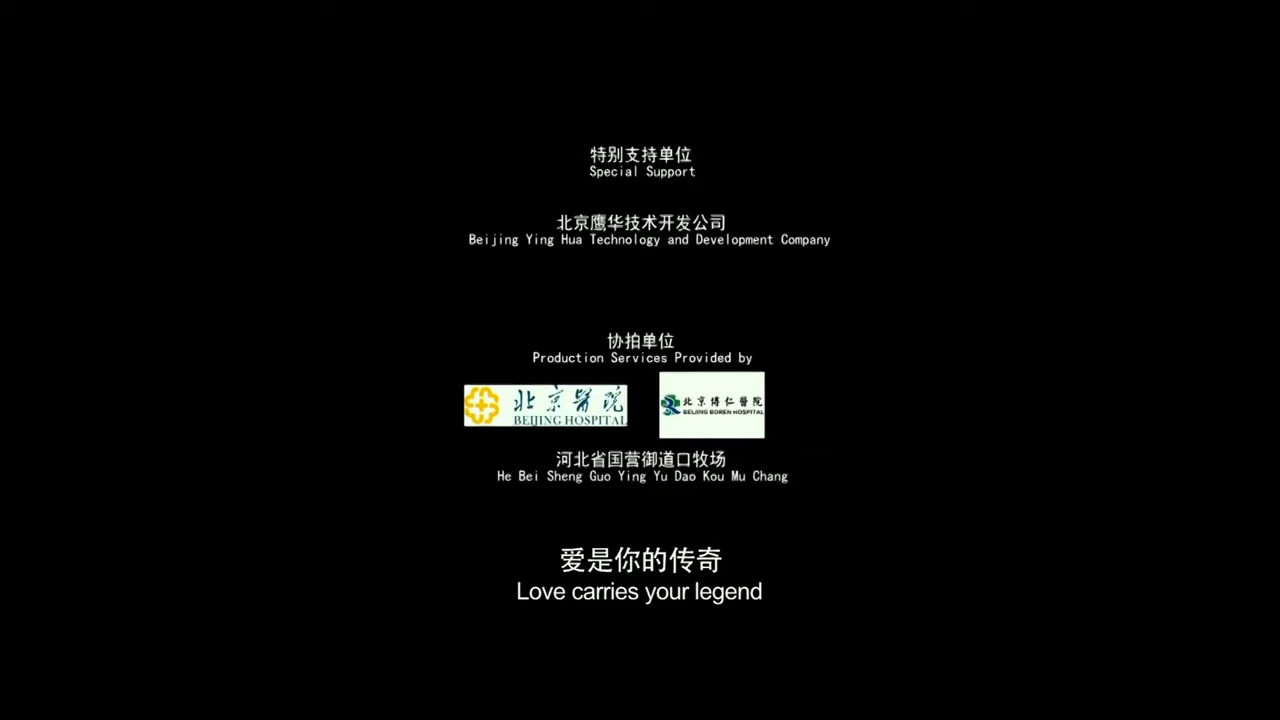 特别支持单位
Special Support
北京鹰华技术开发公司
Beijing Ying Hua Technology and Development Company
协拍单位
Production Services Provided by
北京醫院
BEIJING HOSPITAL
北京博仁醫院
BEIJING BOREN HOSPITAL
河北省国营御道口牧场
He Bei Sheng Guo Ying Yu Dao Kou Mu Chang
爱是你的传奇
Love carries your legend